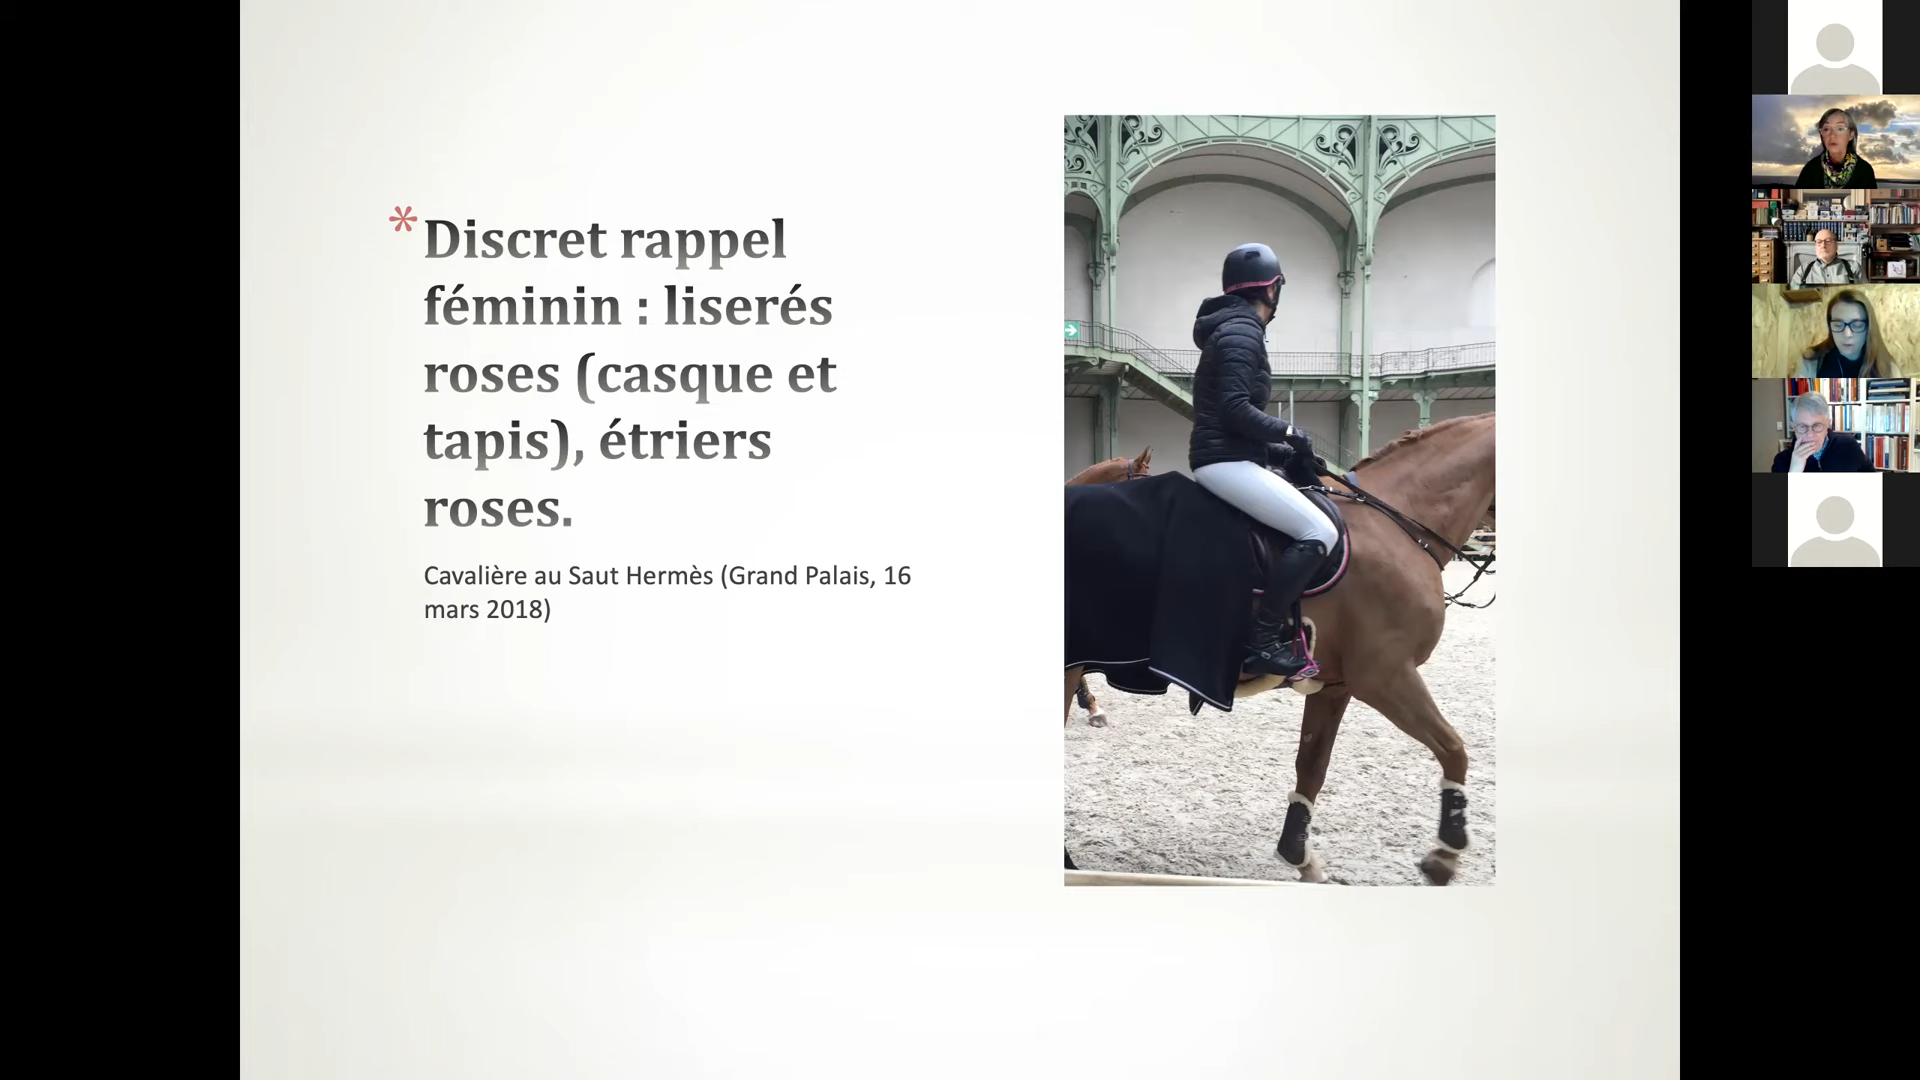 * Discret rappel
féminin : liserés
roses (casque et
tapis), étriers
roses.
Cavalière au Saut Hermès (Grand Palais, 16
mars 2018)